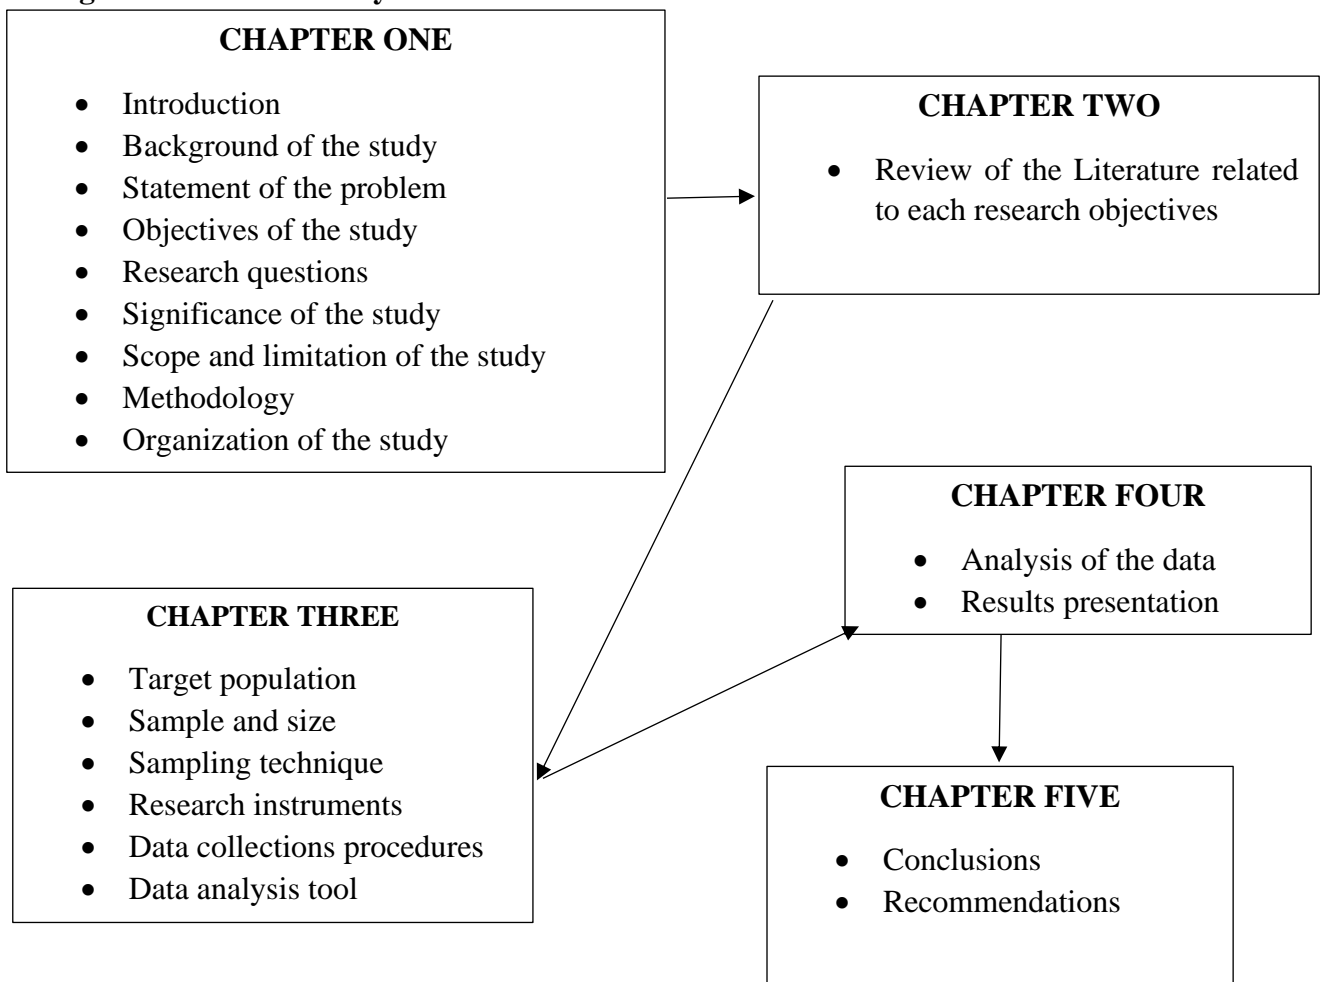 CHAPTER ONE
• Introduction
• Background of the study
• Statement of the problem
• Objectives of the study
• Research questions
• Significance of the study
• Scope and limitation of the study
• Methodology
• Organization of the study
CHAPTER TWO
• Review of the Literature related
to each research objectives
CHAPTER THREE
• Target population
• Sample and size
• Sampling technique
• Research instruments
• Data collections procedures
• Data analysis tool
CHAPTER FOUR
• Analysis of the data
• Results presentation
CHAPTER FIVE
• Conclusions
• Recommendations